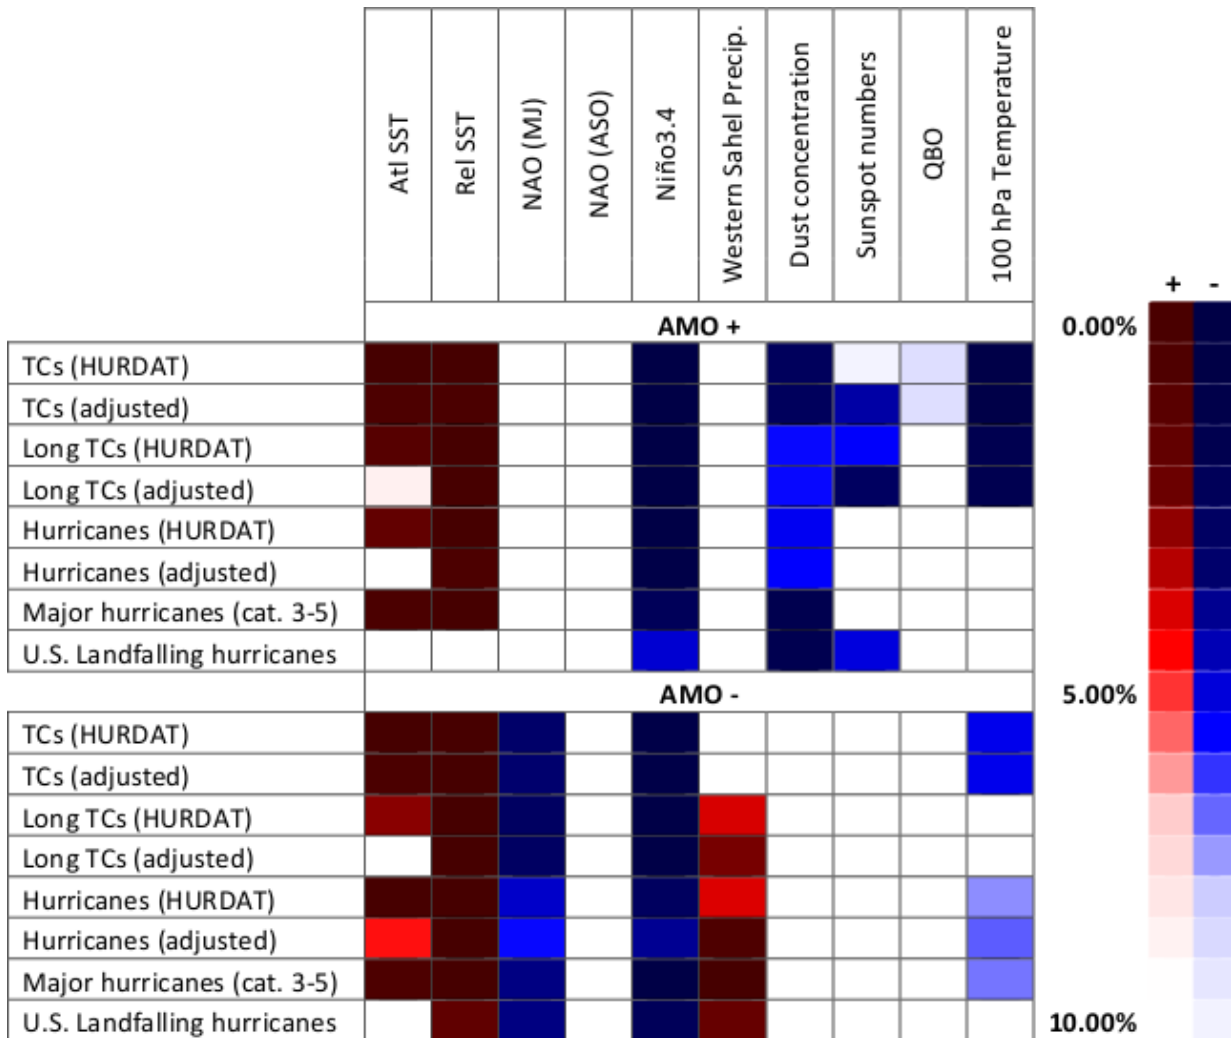 Atl SST
Rel SST
NAO (MJ)
NAO (ASO)
Niño3.4
Western Sahel Precip.
Dust concentration
Sunspot numbers
QBO
100 hPa Temperature
+ -
AMO + 0.00%
TCs (HURDAT)
TCs (adjusted)
Long TCs (HURDAT)
Long TCs (adjusted)
Hurricanes (HURDAT)
Hurricanes (adjusted)
Major hurricanes (cat. 3-5)
U.S. Landfalling hurricanes
AMO - 5.00%
TCs (HURDAT)
TCs (adjusted)
Long TCs (HURDAT)
Long TCs (adjusted)
Hurricanes (HURDAT)
Hurricanes (adjusted)
Major hurricanes (cat. 3-5)
U.S. Landfalling hurricanes 10.00%